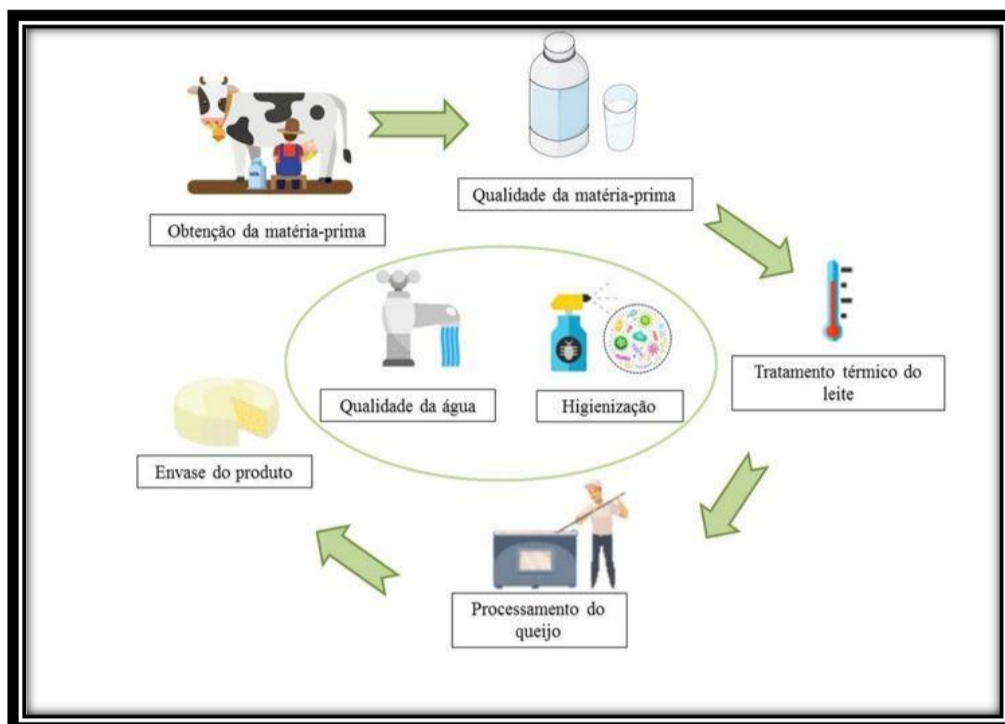 Obtenção da matéria-prima
Qualidade da matéria-prima
Tratamento térmico do
leite
Processamento do
queijo
Envase do produto
Qualidade da água
Higienização